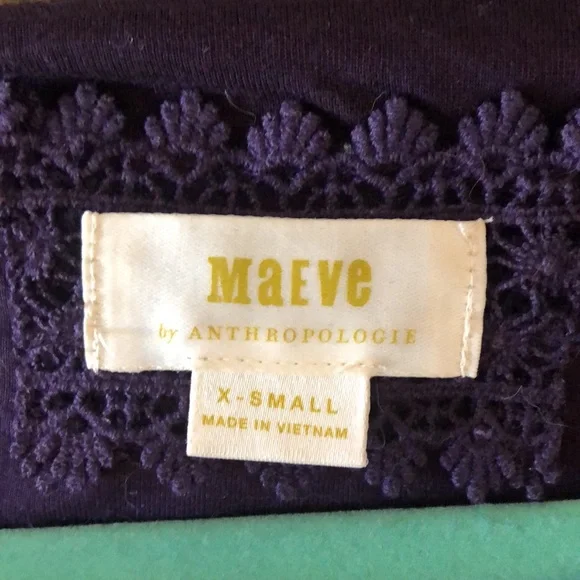 MaEve
by ANTHROPOLOGIE
X-SMALL
MADE IN VIETNAM